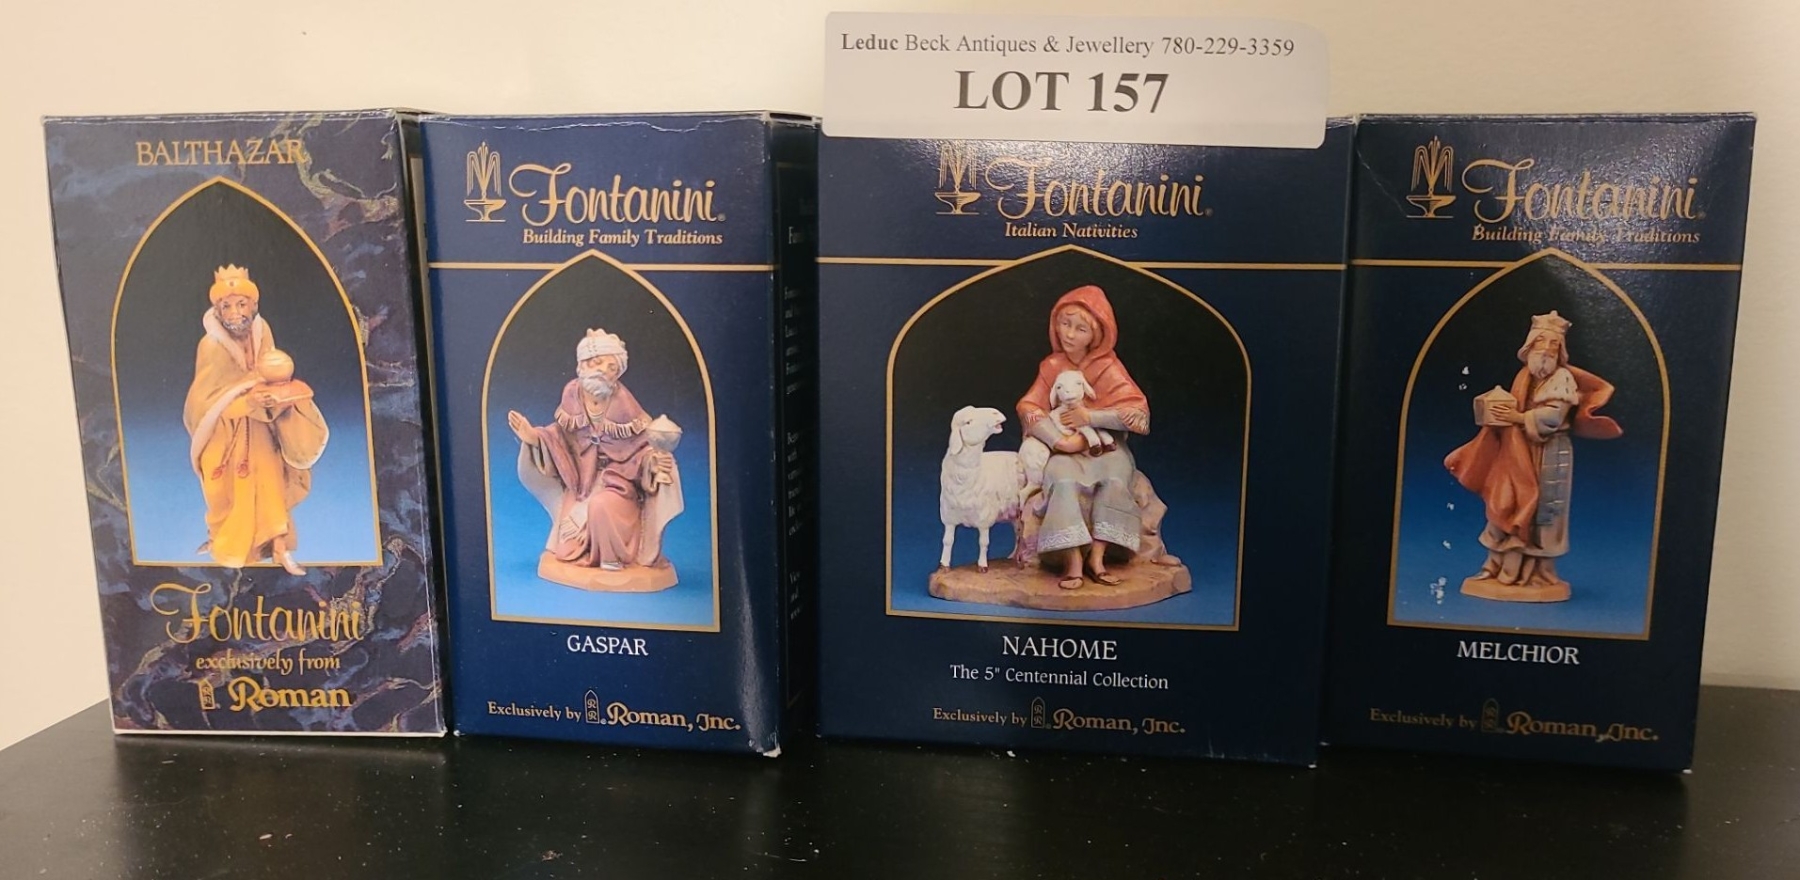 Leduc Beck Antiques & Jewellery 780-229-3359
LOT 157
BALTHAZAR
Fontanini
exclusively from
Roman
Fontanini®
Building Family Traditions
GASPAR
Exclusively by Roman, Inc.
Fontanini®
Italian Nativities
NAHOME
The 5" Centennial Collection
Exclusively by Roman, Inc.
Fontanini
Building Family Traditions
MELCHIOR
Exclusively by Roman, Inc.